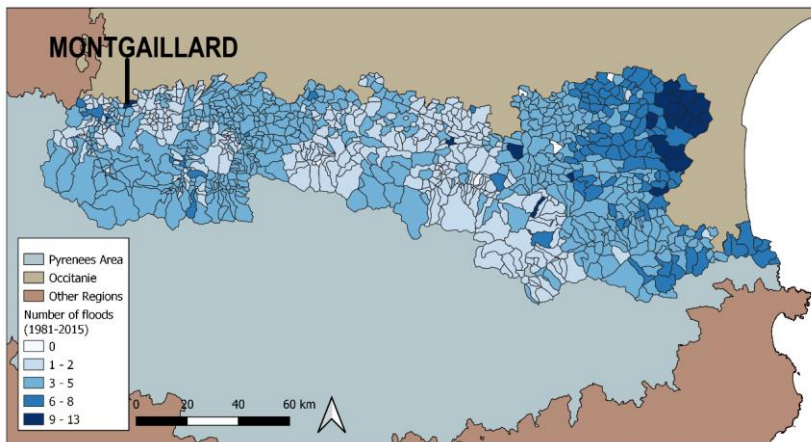 MONTGAILLARD
Pyrenees Area
Occitanie
Other Regions
Number of floods
(1981-2015)
0
1 - 2
3 - 5
6 - 8
9 - 13
0 20 40 60 km